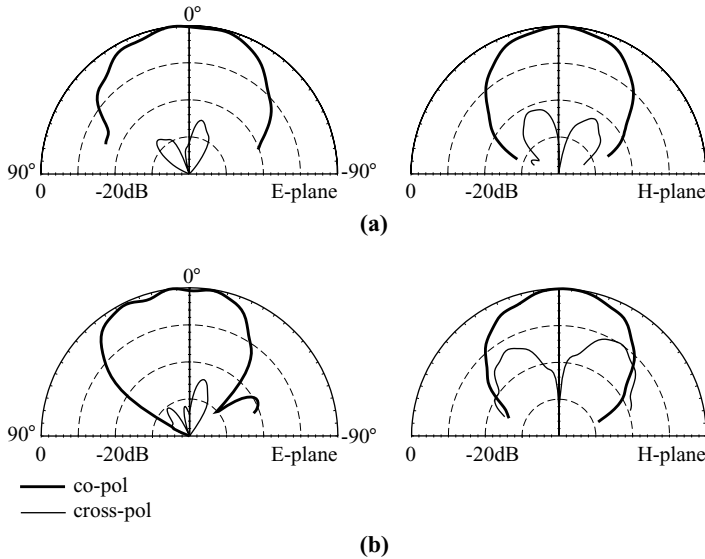 0°
90°
-90°
0 -20dB E-plane
0 -20dB H-plane
(a)
0°
90°
-90°
0 -20dB E-plane
0 -20dB H-plane
co-pol
cross-pol
(b)